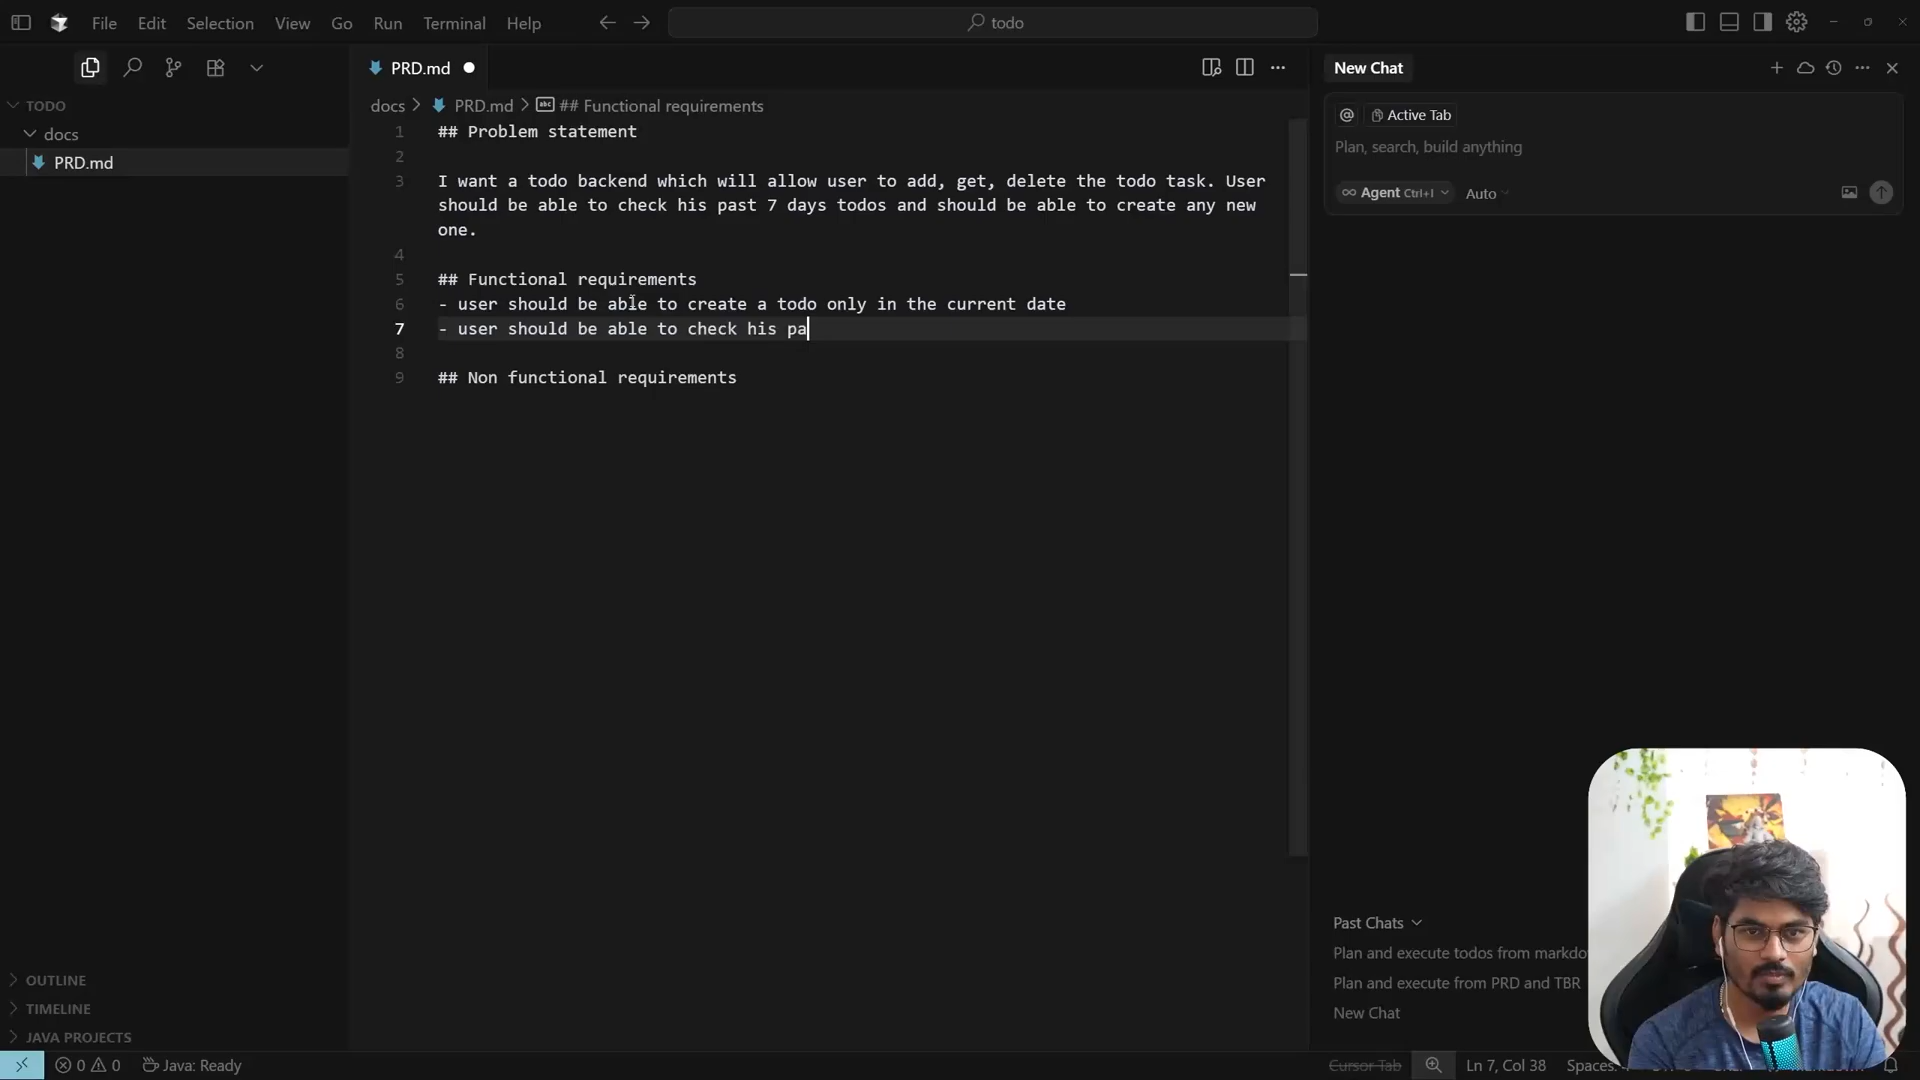 File Edit Selection View Go Run Terminal Help
todo
TODO
docs
PRD.md
OUTLINE
TIMELINE
JAVA PROJECTS
PRD.md
docs > PRD.md > ## Functional requirements
1 ## Problem statement
2
3 I want a todo backend which will allow user to add, get, delete the todo task. User
should be able to check his past 7 days todos and should be able to create any new
one.
4
5 ## Functional requirements
6 - user should be able to create a todo only in the current date
7 - user should be able to check his pa
8
9 ## Non functional requirements
New Chat
@ Active Tab
Plan, search, build anything
Agent Ctrl+I Auto
Past Chats
Plan and execute todos from markdo
Plan and execute from PRD and TBR
New Chat
0 0 Java: Ready
Cursor Tab Ln 7, Col 38 Spaces: